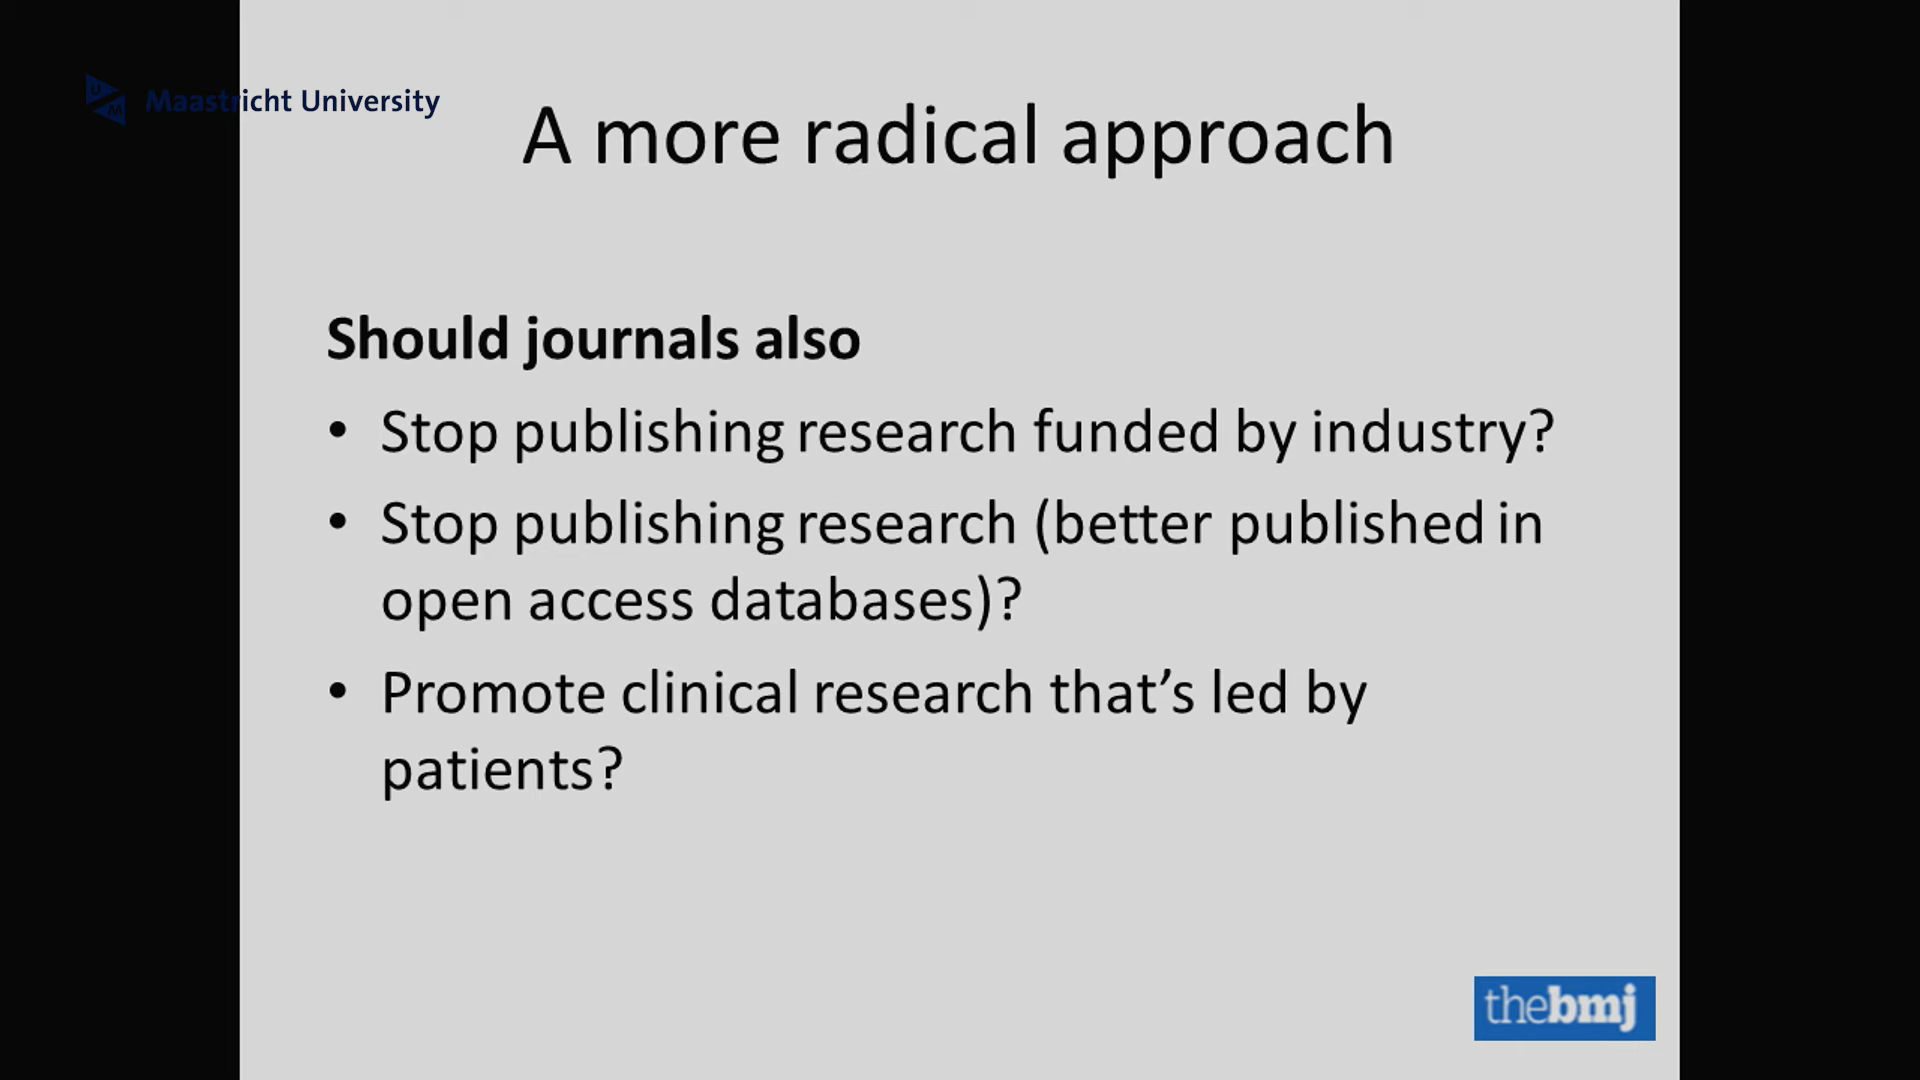 Maastricht University
A more radical approach
Should journals also
• Stop publishing research funded by industry?
• Stop publishing research (better published in
open access databases)?
• Promote clinical research that’s led by
patients?
thebmj